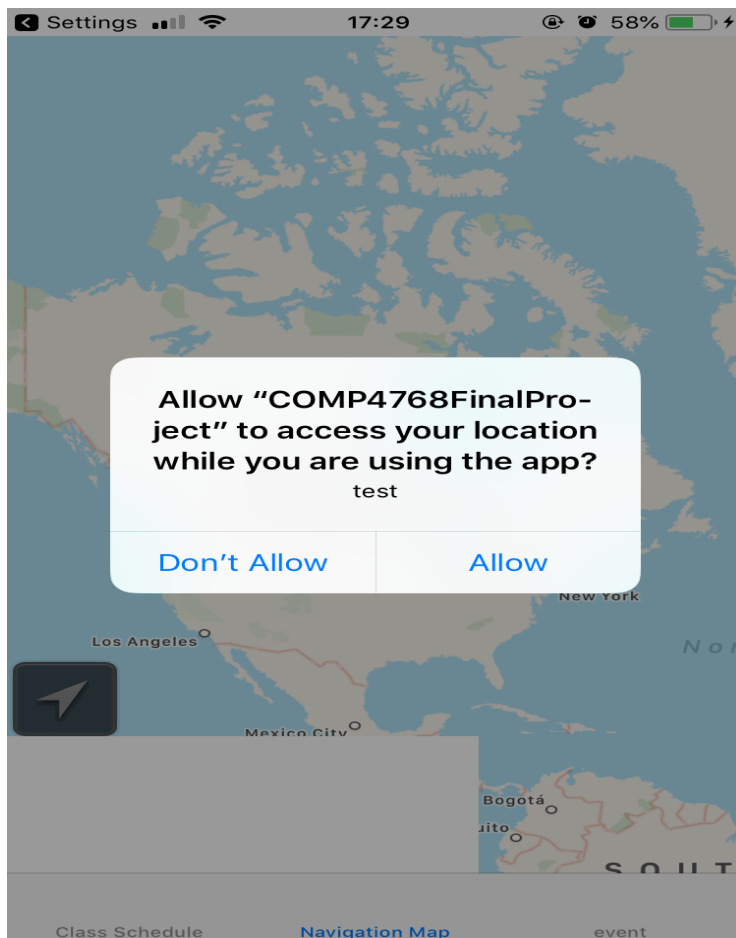 Settings 17:29 58%
Allow “COMP4768FinalPro-
ject” to access your location
while you are using the app?
test
Don’t Allow Allow
New York
Los Angeles
Nor
Mexico City
Bogotá
uito
SOUT
Class Schedule Navigation Map event